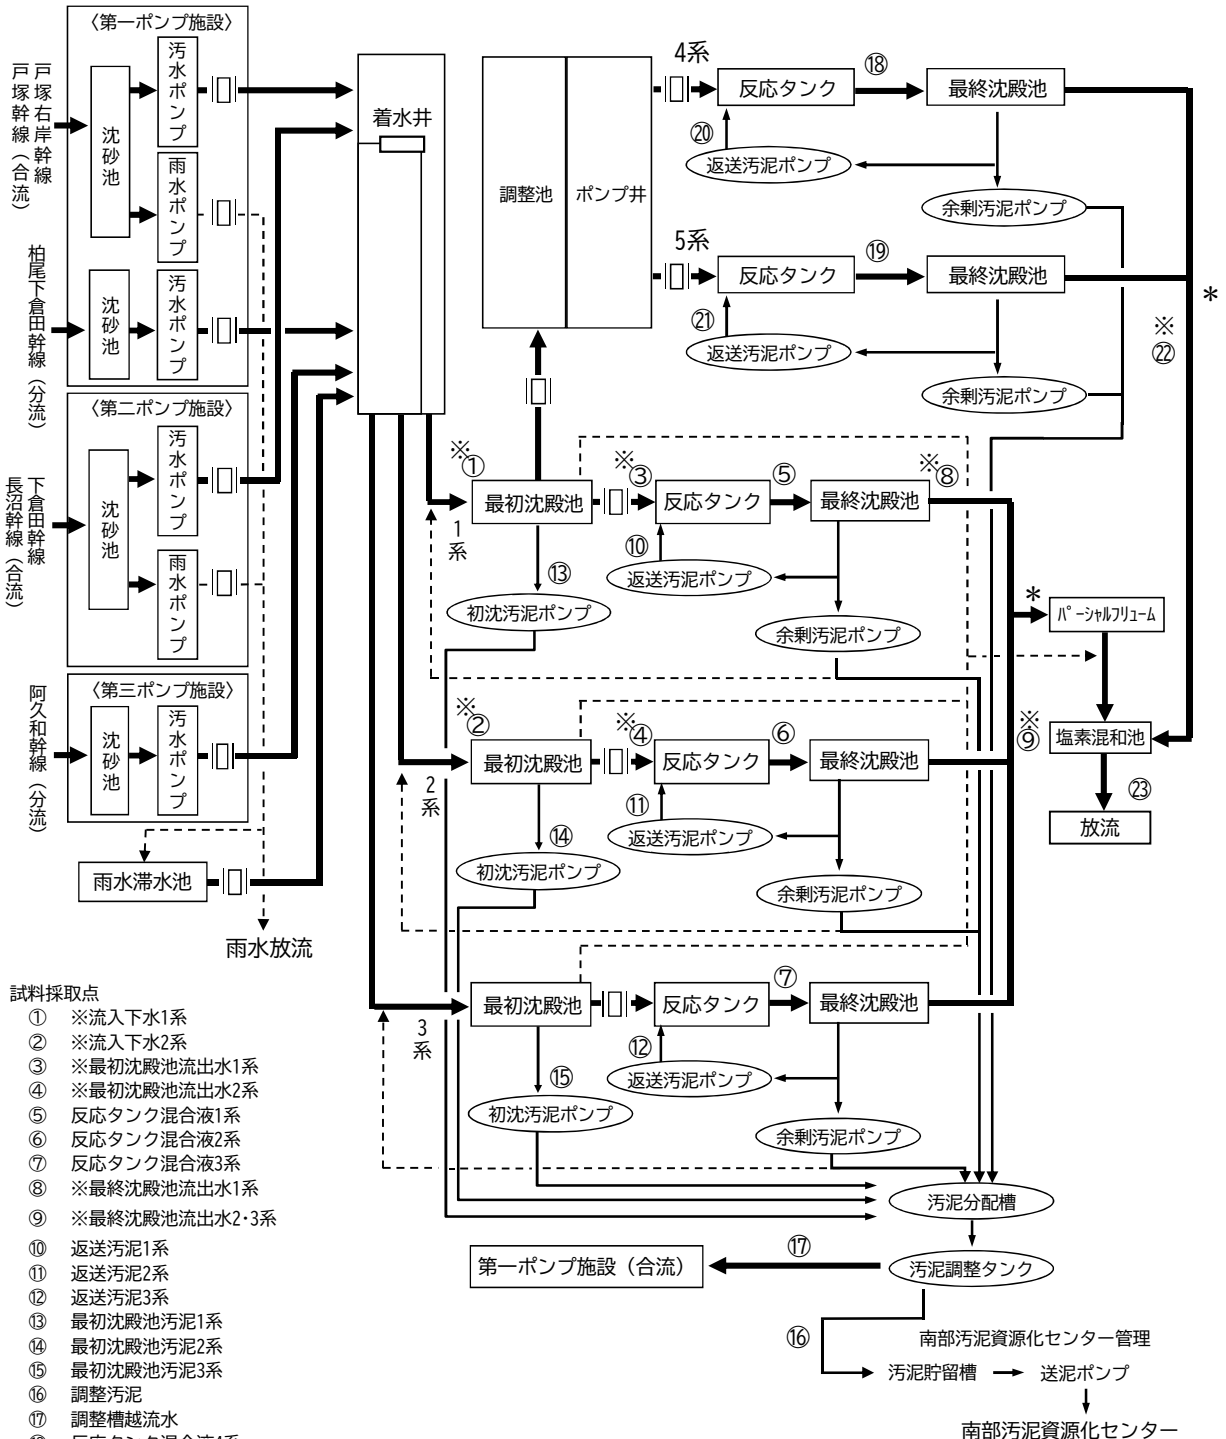 〈第一ポンプ施設〉
戸塚右岸幹線
戸塚幹線（合流）
沈砂池
汚水ポンプ
雨水ポンプ
柏尾下倉田幹線（分流）
沈砂池
汚水ポンプ
〈第二ポンプ施設〉
下倉田幹線
長沼幹線（合流）
沈砂池
汚水ポンプ
雨水ポンプ
〈第三ポンプ施設〉
阿久和幹線（分流）
沈砂池
汚水ポンプ
雨水滞水池
雨水放流
着水井
調整池
ポンプ井
4系
反応タンク
⑱
最終沈殿池
⑳
返送汚泥ポンプ
余剰汚泥ポンプ
5系
反応タンク
⑲
最終沈殿池
㉑
返送汚泥ポンプ
余剰汚泥ポンプ
＊
※
㉒
※
①
1系
最初沈殿池
※
③
反応タンク
⑤
最終沈殿池
※
⑧
⑩
返送汚泥ポンプ
⑬
初沈汚泥ポンプ
余剰汚泥ポンプ
＊
パーシャルフリューム
※
②
2系
最初沈殿池
※
④
反応タンク
⑥
最終沈殿池
※
⑨
塩素混和池
㉓
放流
⑪
返送汚泥ポンプ
⑭
初沈汚泥ポンプ
余剰汚泥ポンプ
3系
最初沈殿池
反応タンク
⑦
最終沈殿池
⑫
返送汚泥ポンプ
⑮
初沈汚泥ポンプ
余剰汚泥ポンプ
汚泥分配槽
第一ポンプ施設（合流）
⑰
汚泥調整タンク
⑯
南部汚泥資源化センター管理
汚泥貯留槽
送泥ポンプ
南部汚泥資源化センター
試料採取点
① ※流入下水1系
② ※流入下水2系
③ ※最初沈殿池流出水1系
④ ※最初沈殿池流出水2系
⑤ 反応タンク混合液1系
⑥ 反応タンク混合液2系
⑦ 反応タンク混合液3系
⑧ ※最終沈殿池流出水1系
⑨ ※最終沈殿池流出水2･3系
⑩ 返送汚泥1系
⑪ 返送汚泥2系
⑫ 返送汚泥3系
⑬ 最初沈殿池汚泥1系
⑭ 最初沈殿池汚泥2系
⑮ 最初沈殿池汚泥3系
⑯ 調整汚泥
⑰ 調整槽越流水